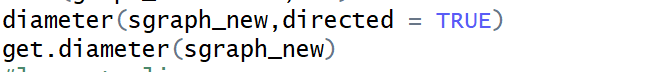 diameter(sgraph_new,directed = TRUE)
get.diameter(sgraph_new)